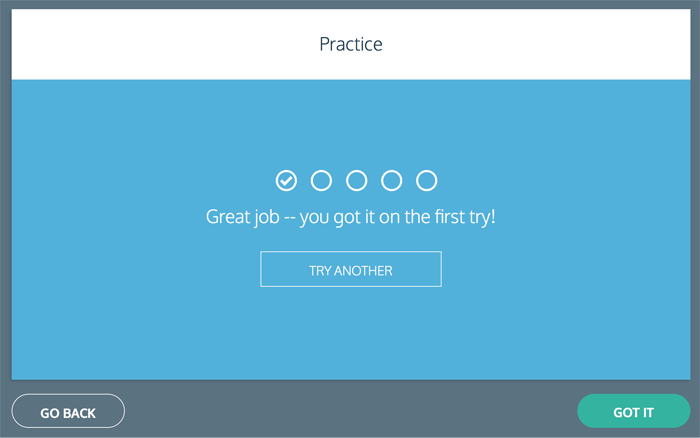 Practice
Great job -- you got it on the first try!
TRY ANOTHER
GO BACK
GOT IT